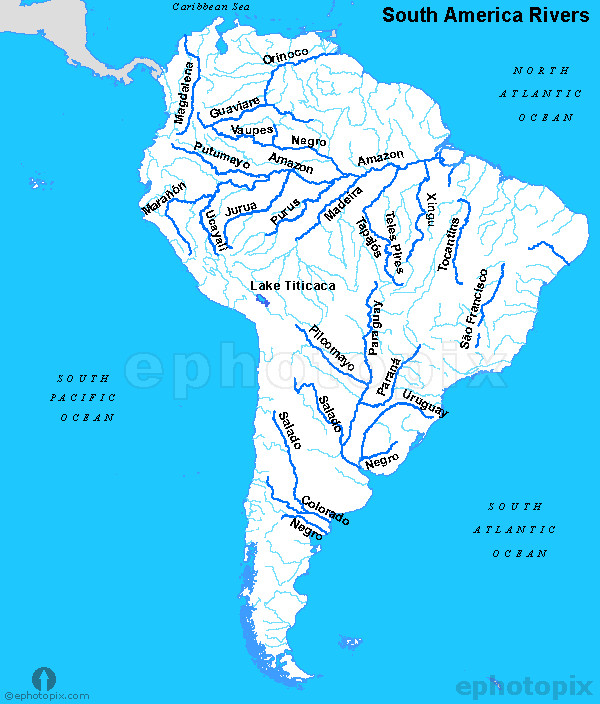 Caribbean Sea
South America Rivers
NORTH
ATLANTIC
OCEAN
Orinoco
Magdalena
Guaviare
Vaupes
Negro
Putumayo
Amazon
Amazon
Marañón
Ucayali
Jurua
Purus
Madeira
Tapajós
Teles Pires
Xingu
Tocantins
São Francisco
Lake Titicaca
Paraguay
Pilcomayo
Paraná
ephotopix
SOUTH
PACIFIC
OCEAN
Uruguay
Salado
Salado
Negro
Colorado
Negro
SOUTH
ATLANTIC
OCEAN
©ephotopix.com
ephotopix